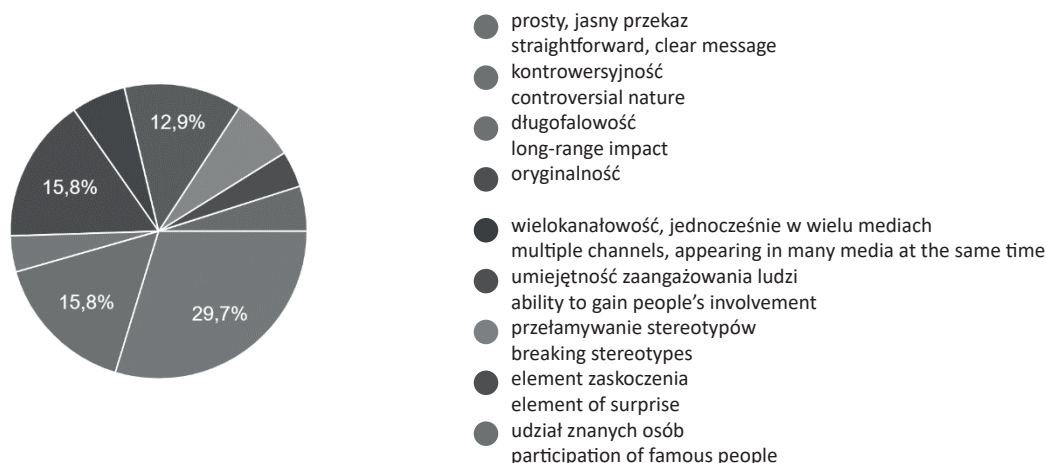 12,9%
15,8%
15,8%
29,7%
prosty, jasny przekaz
straightforward, clear message
kontrowersyjność
controversial nature
długofalowość
long-range impact
oryginalność
wielokanałowość, jednocześnie w wielu mediach
multiple channels, appearing in many media at the same time
umiejętność zaangażowania ludzi
ability to gain people's involvement
przełamywanie stereotypów
breaking stereotypes
element zaskoczenia
element of surprise
udział znanych osób
participation of famous people